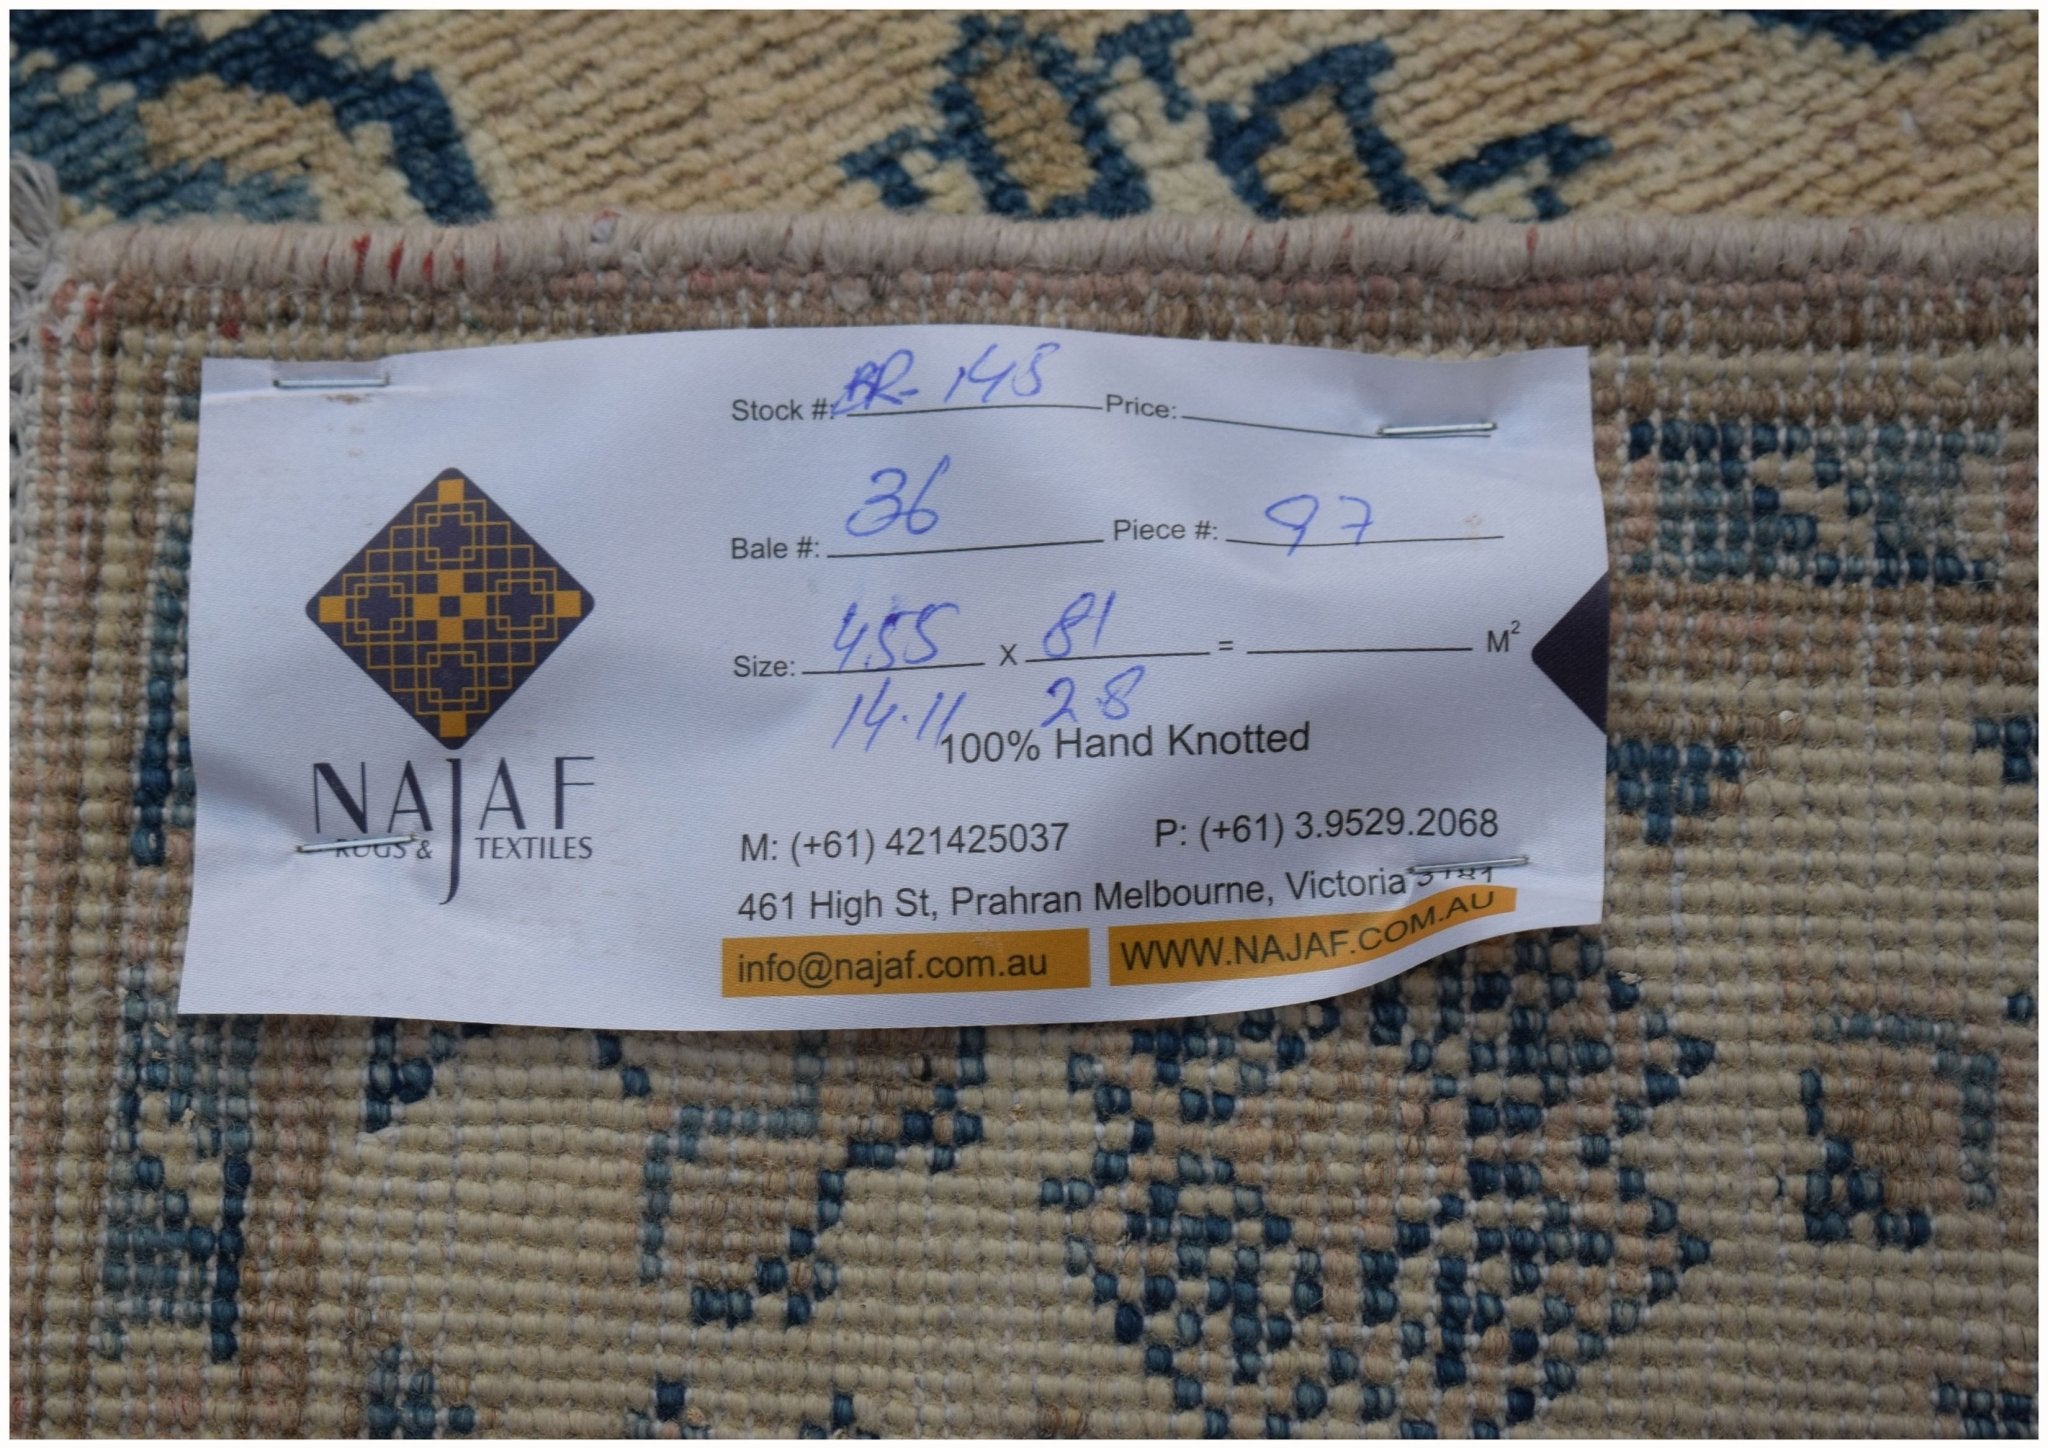 Stock #: BR-148 Price:
Bale #: 36 Piece #: 97
Size: 455 x 81 = M²
14.11 2.8
100% Hand Knotted
NAJAF
RUGS & TEXTILES
M: (+61) 421425037 P: (+61) 3.9529.2068
461 High St, Prahran Melbourne, Victoria 3181
info@najaf.com.au WWW.NAJAF.COM.AU